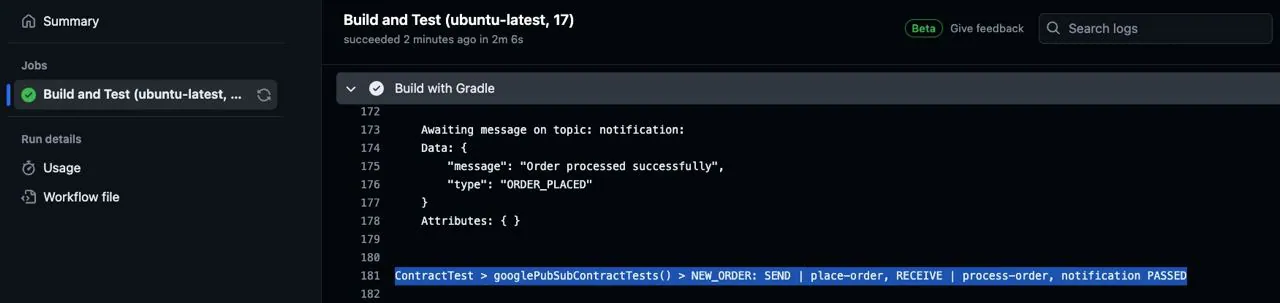 Summary
Jobs
Build and Test (ubuntu-latest, ...
Run details
Usage
Workflow file
Build and Test (ubuntu-latest, 17)
succeeded 2 minutes ago in 2m 6s
Beta Give feedback
Search logs
Build with Gradle
172
173 Awaiting message on topic: notification:
174 Data: {
175 "message": "Order processed successfully",
176 "type": "ORDER_PLACED"
177 }
178 Attributes: { }
179
180
181 ContractTest > googlePubSubContractTests() > NEW_ORDER: SEND | place-order, RECEIVE | process-order, notification PASSED
182